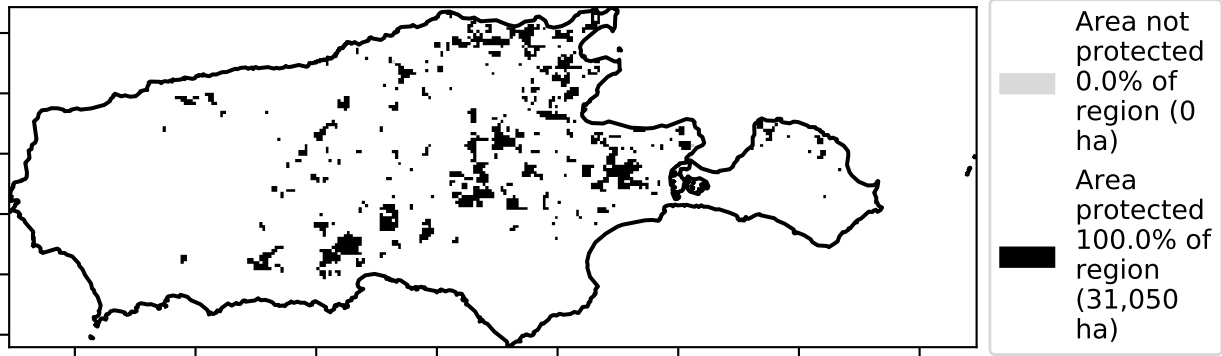 Area not
protected
0.0% of
region (0
ha)
Area
protected
100.0% of
region
(31,050
ha)